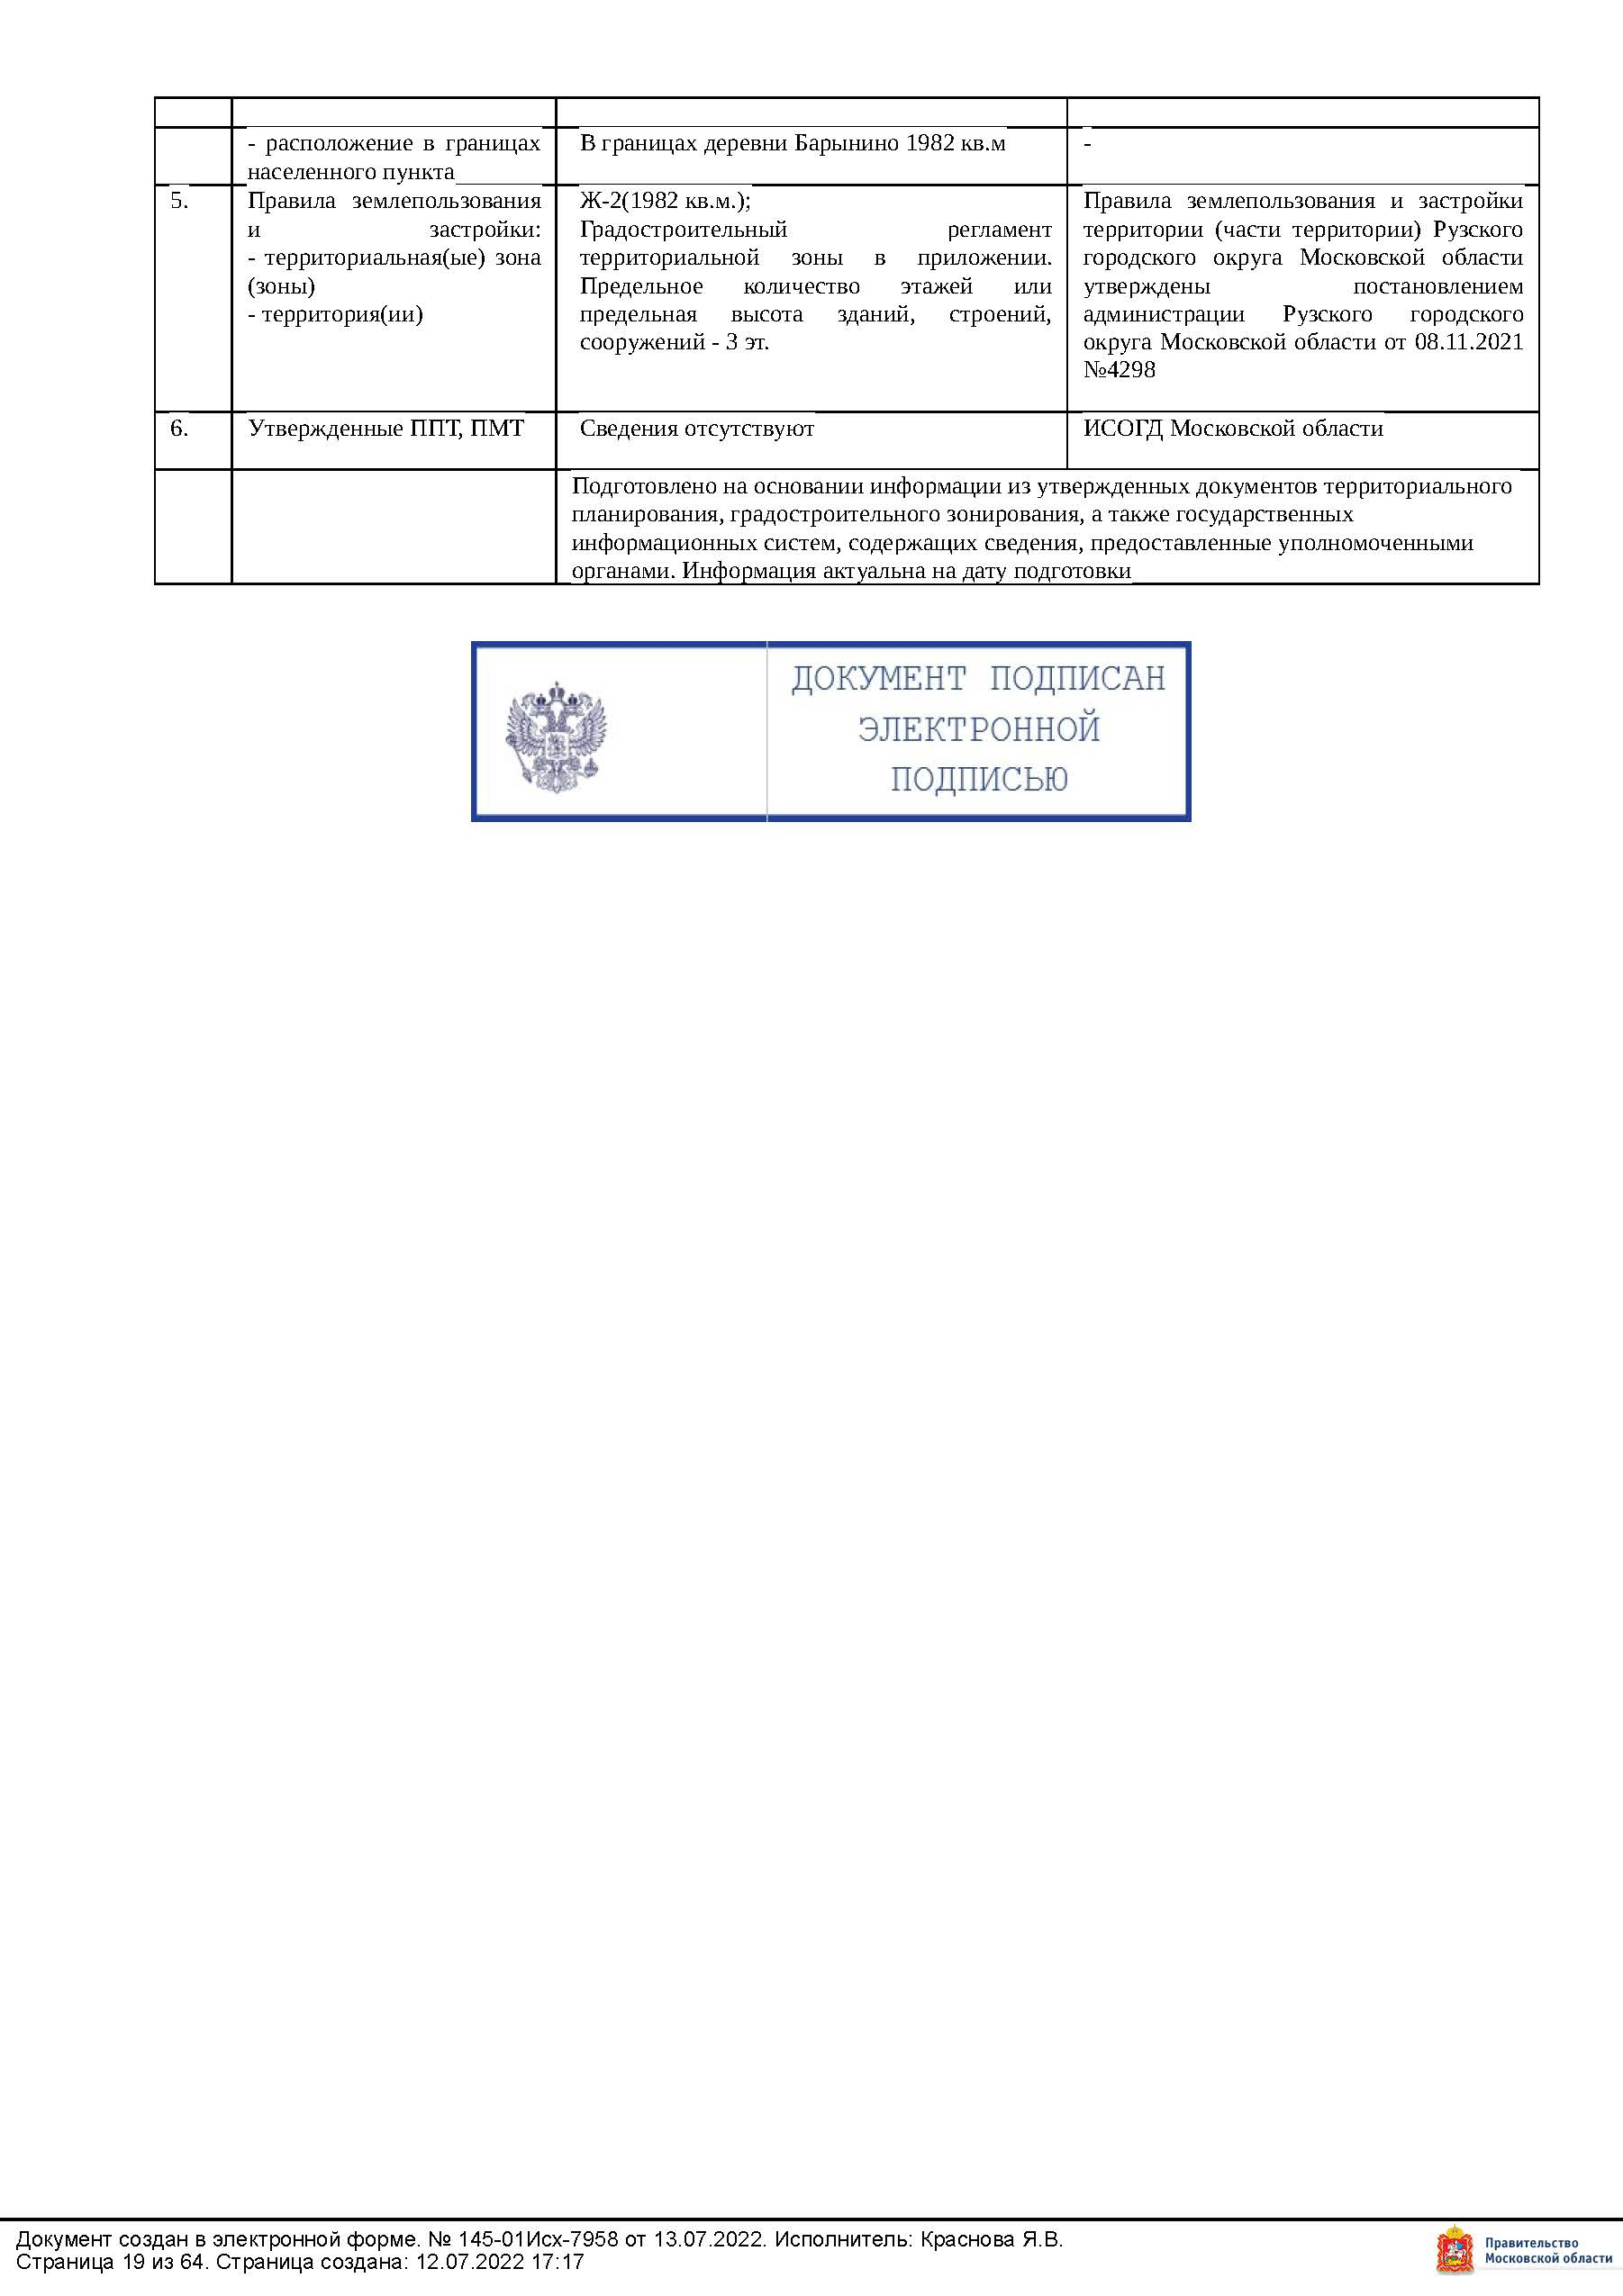 - расположение в границах
населенного пункта
В границах деревни Барынино 1982 кв.м
-
5.
Правила землепользования
и застройки:
- территориальная(ые) зона
(зоны)
- территория(ии)
Ж-2(1982 кв.м.);
Градостроительный регламент
территориальной зоны в приложении.
Предельное количество этажей или
предельная высота зданий, строений,
сооружений - 3 эт.
Правила землепользования и застройки
территории (части территории) Рузского
городского округа Московской области
утверждены постановлением
администрации Рузского городского
округа Московской области от 08.11.2021
№4298
6.
Утвержденные ППТ, ПМТ
Сведения отсутствуют
ИСОГД Московской области
Подготовлено на основании информации из утвержденных документов территориального
планирования, градостроительного зонирования, а также государственных
информационных систем, содержащих сведения, предоставленные уполномоченными
органами. Информация актуальна на дату подготовки
ДОКУМЕНТ ПОДПИСАН
ЭЛЕКТРОННОЙ
ПОДПИСЬЮ
Документ создан в электронной форме. № 145-01Исх-7958 от 13.07.2022. Исполнитель: Краснова Я.В.
Страница 19 из 64. Страница создана: 12.07.2022 17:17
Правительство
Московской области